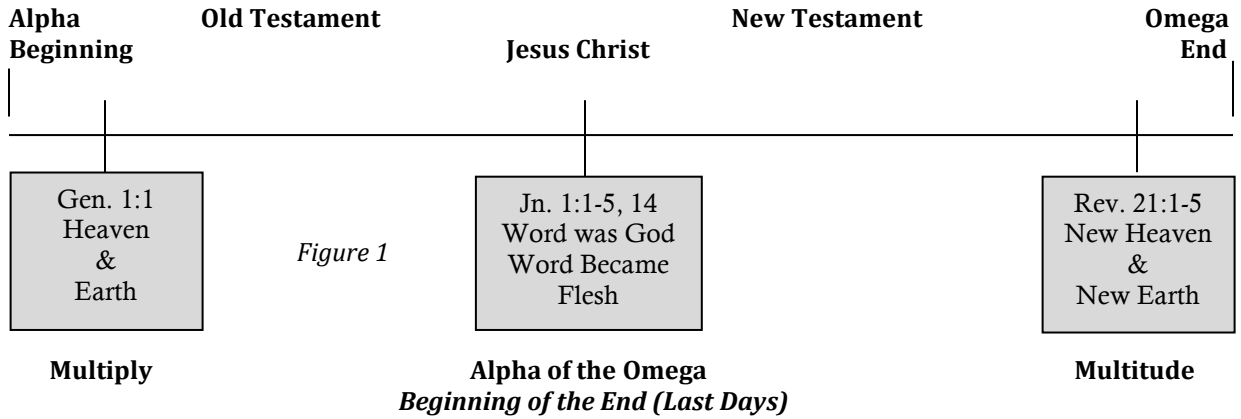 Alpha Old Testament New Testament Omega
Beginning Jesus Christ End
Gen. 1:1
Heaven
&
Earth
Figure 1
Jn. 1:1-5, 14
Word was God
Word Became
Flesh
Rev. 21:1-5
New Heaven
&
New Earth
Multiply Alpha of the Omega Multitude
Beginning of the End (Last Days)